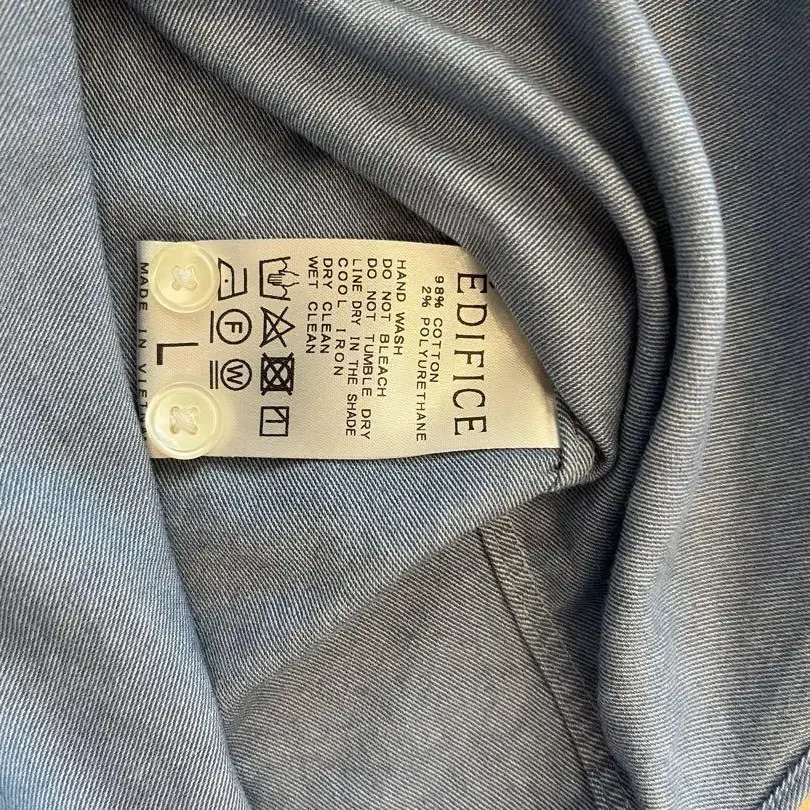 EDIFICE
98% COTTON
2% POLYURETHANE
HAND WASH
DO NOT BLEACH
DO NOT TUMBLE DRY
LINE DRY IN THE SHADE
COOL IRON
DRY CLEAN
WET CLEAN
F W
L
MADE IN VIETNAM